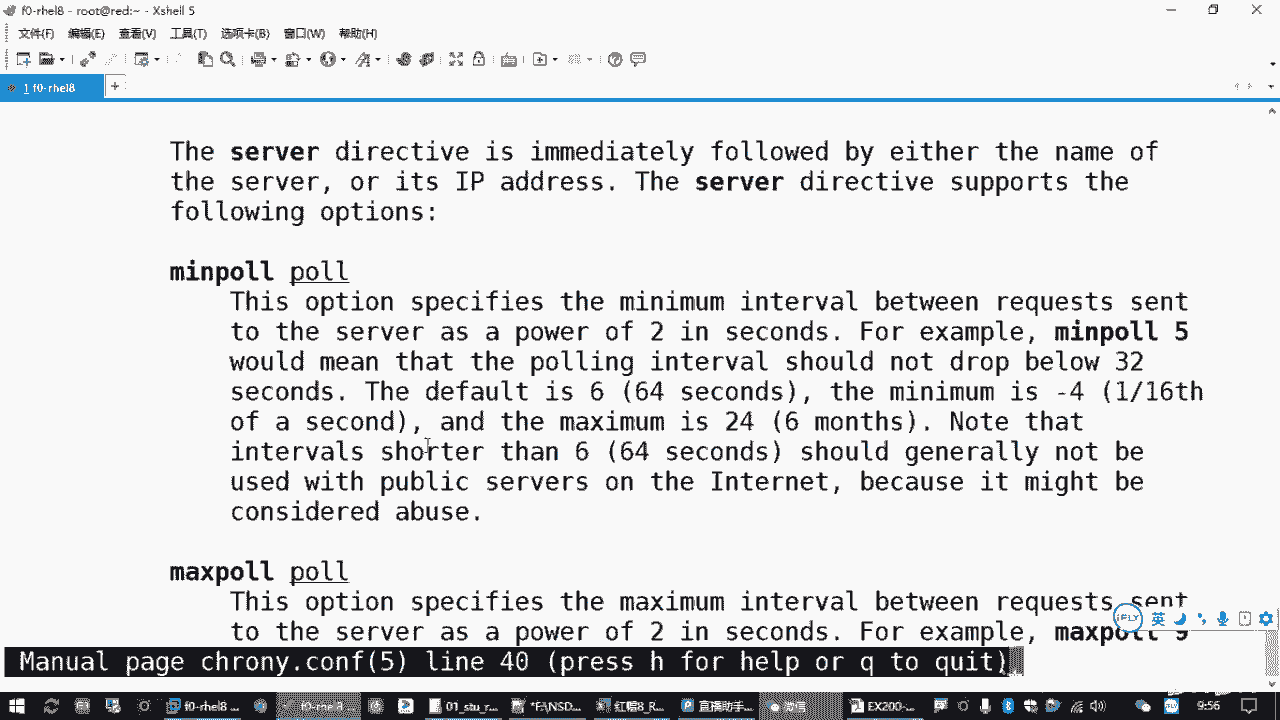 f0-rhel8 - root@red:~ - Xshell 5
文件(F) 编辑(E) 查看(V) 工具(T) 选项卡(B) 窗口(W) 帮助(H)
1 f0-rhel8
The server directive is immediately followed by either the name of
the server, or its IP address. The server directive supports the
following options:
minpoll poll
This option specifies the minimum interval between requests sent
to the server as a power of 2 in seconds. For example, minpoll 5
would mean that the polling interval should not drop below 32
seconds. The default is 6 (64 seconds), the minimum is -4 (1/16th
of a second), and the maximum is 24 (6 months). Note that
intervals shorter than 6 (64 seconds) should generally not be
used with public servers on the Internet, because it might be
considered abuse.
maxpoll poll
This option specifies the maximum interval between requests sent
to the server as a power of 2 in seconds. For example, maxpoll 9
iFLY 英
Manual page chrony.conf(5) line 40 (press h for help or q to quit)
f0-rhel8 ... f0-rhel8 ... 01_stu_r... *E\NSD... 红帽8_R... 直播助手... 微信 EX200-... 9:56